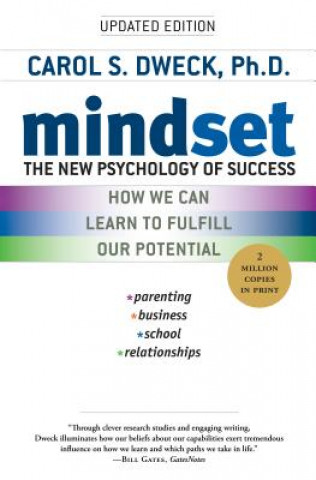 UPDATED EDITION
CAROL S. DWECK, Ph.D.
mindset
THE NEW PSYCHOLOGY OF SUCCESS
HOW WE CAN
LEARN TO FULFILL
OUR POTENTIAL
2
MILLION
COPIES
IN PRINT
*parenting
*business
*school
*relationships
"Through clever research studies and engaging writing,
Dweck illuminates how our beliefs about our capabilities exert tremendous
influence on how we learn and which paths we take in life."
—BILL GATES, GatesNotes